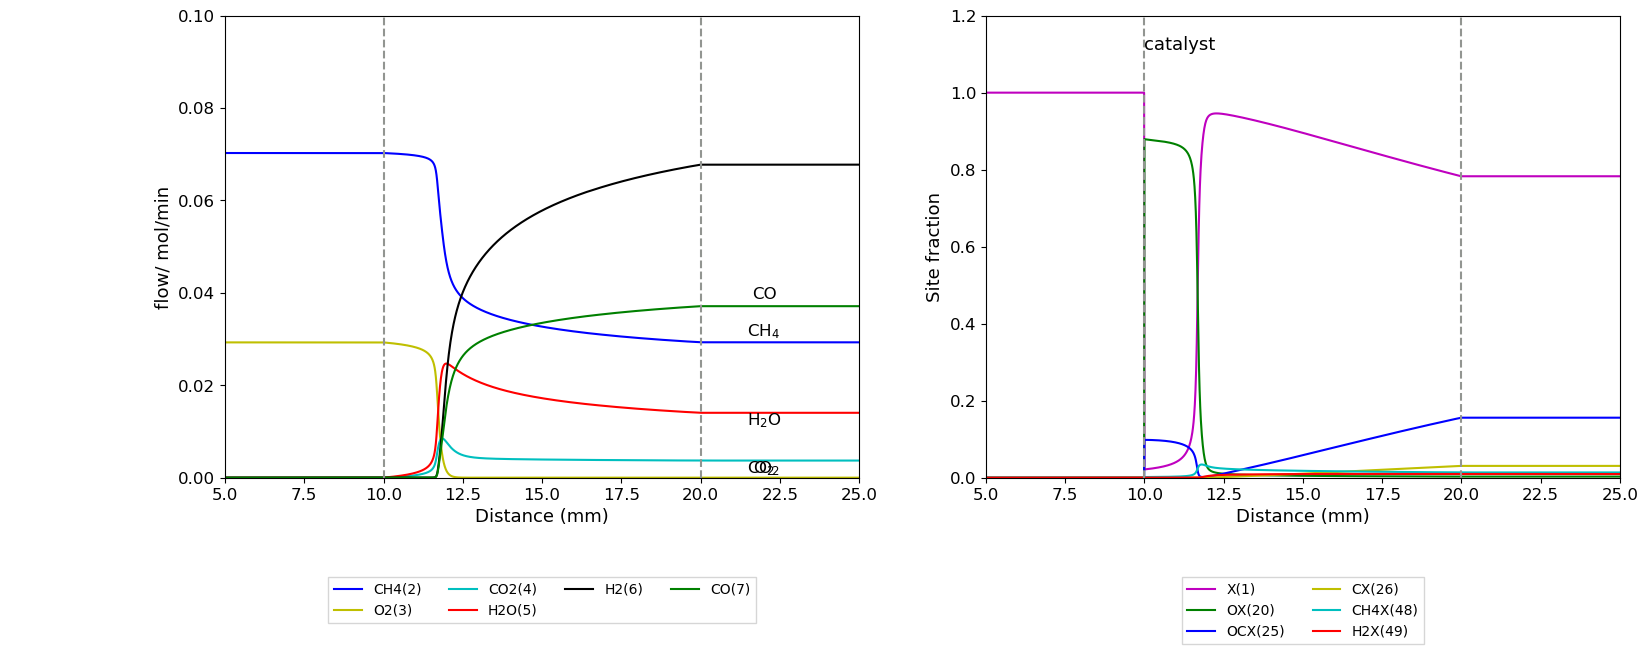 0.10
0.08
0.06
0.04
0.02
0.00
flow/ mol/min
CO
CH4
H2O
5.0 7.5 10.0 12.5 15.0 17.5 20.0 22.5 25.0
Distance (mm)
CH4(2) CO2(4) H2(6) CO(7)
O2(3) H2O(5)
1.2
1.0
0.8
0.6
0.4
0.2
0.0
Site fraction
catalyst
5.0 7.5 10.0 12.5 15.0 17.5 20.0 22.5 25.0
Distance (mm)
X(1) CX(26)
OX(20) CH4X(48)
OCX(25) H2X(49)